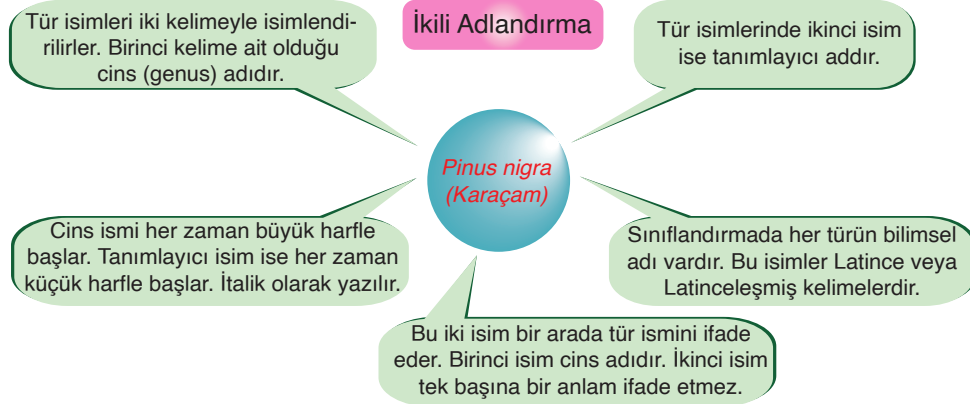 İkili Adlandırma
Tür isimleri iki kelimeyle isimlendi-
rilirler. Birinci kelime ait olduğu
cins (genus) adıdır.
Tür isimlerinde ikinci isim
ise tanımlayıcı addır.
Pinus nigra
(Karaçam)
Cins ismi her zaman büyük harfle
başlar. Tanımlayıcı isim ise her zaman
küçük harfle başlar. İtalik olarak yazılır.
Sınıflandırmada her türün bilimsel
adı vardır. Bu isimler Latince veya
Latinceleşmiş kelimelerdir.
Bu iki isim bir arada tür ismini ifade
eder. Birinci isim cins adıdır. İkinci isim
tek başına bir anlam ifade etmez.